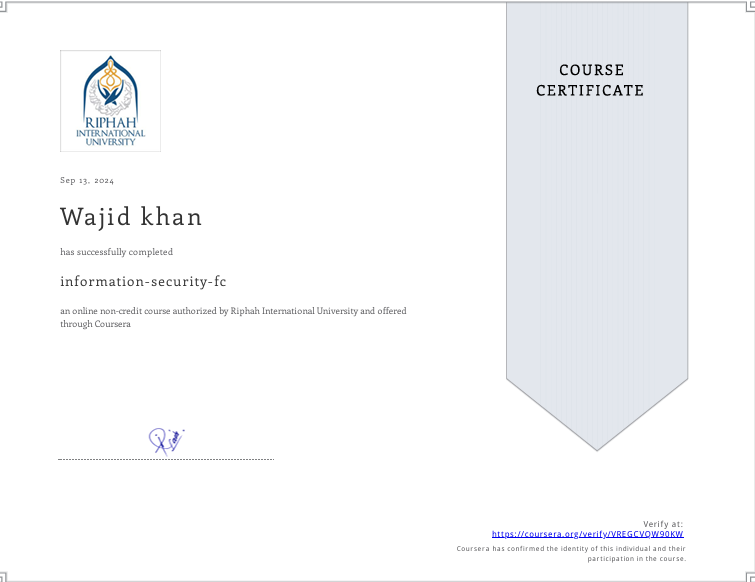 RIPHAH
INTERNATIONAL
UNIVERSITY
COURSE
CERTIFICATE
Sep 13, 2024
Wajid khan
has successfully completed
information-security-fc
an online non-credit course authorized by Riphah International University and offered
through Coursera
Verify at:
https://coursera.org/verify/VREGCVQW90KW
Coursera has confirmed the identity of this individual and their
participation in the course.